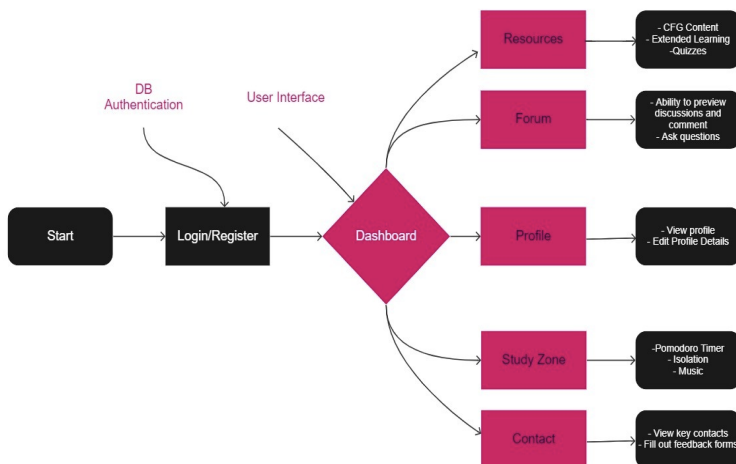 DB
Authentication
User Interface
Start
Login/Register
Dashboard
Resources
- CFG Content
- Extended Learning
-Quizzes
Forum
- Ability to preview
discussions and
comment
- Ask questions
Profile
- View profile
- Edit Profile Details
Study Zone
-Pomodoro Timer
- Isolation
- Music
Contact
- View key contacts
- Fill out feedback forms